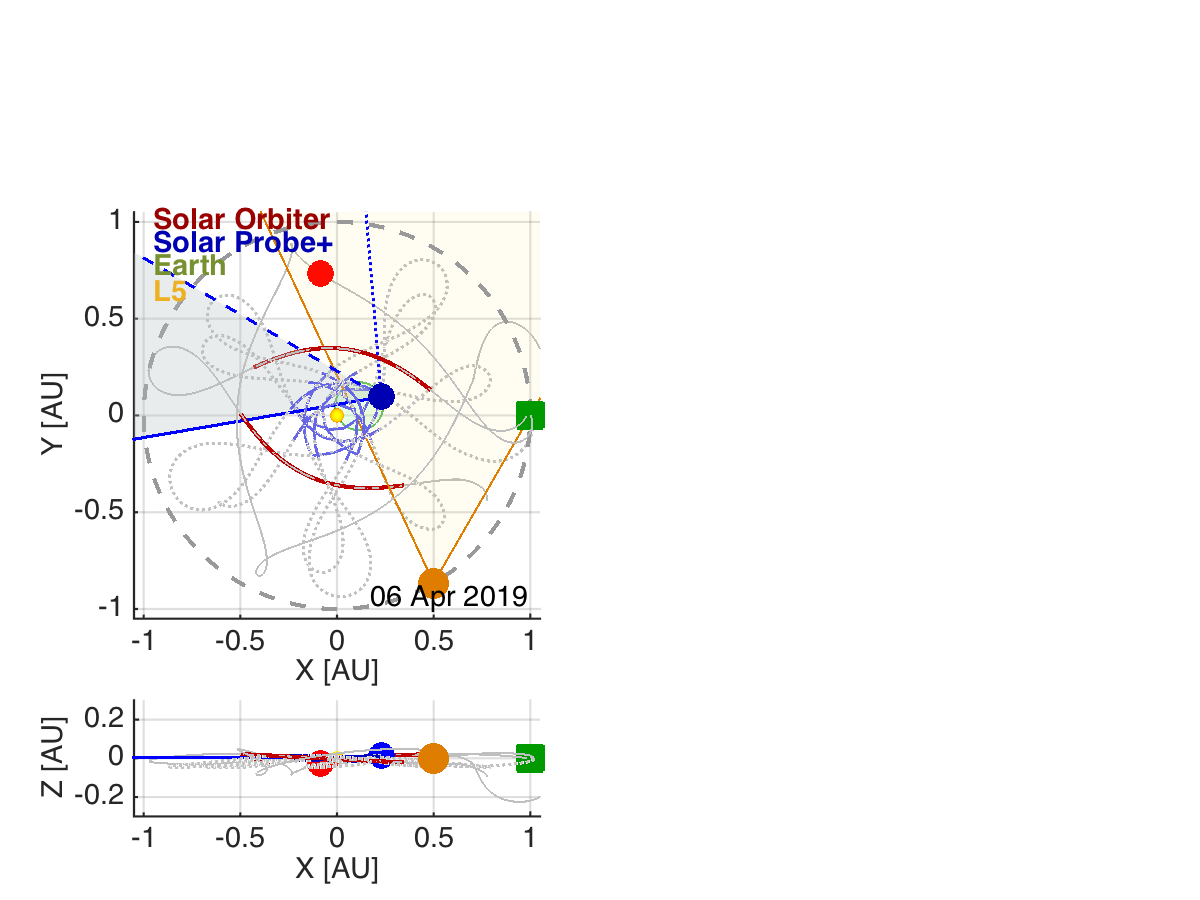 Solar Orbiter
Solar Probe+
Earth
L5
1
0.5
0
-0.5
-1
Y [AU]
06 Apr 2019
-1 -0.5 0 0.5 1
X [AU]
0.2
0
-0.2
Z [AU]
-1 -0.5 0 0.5 1
X [AU]